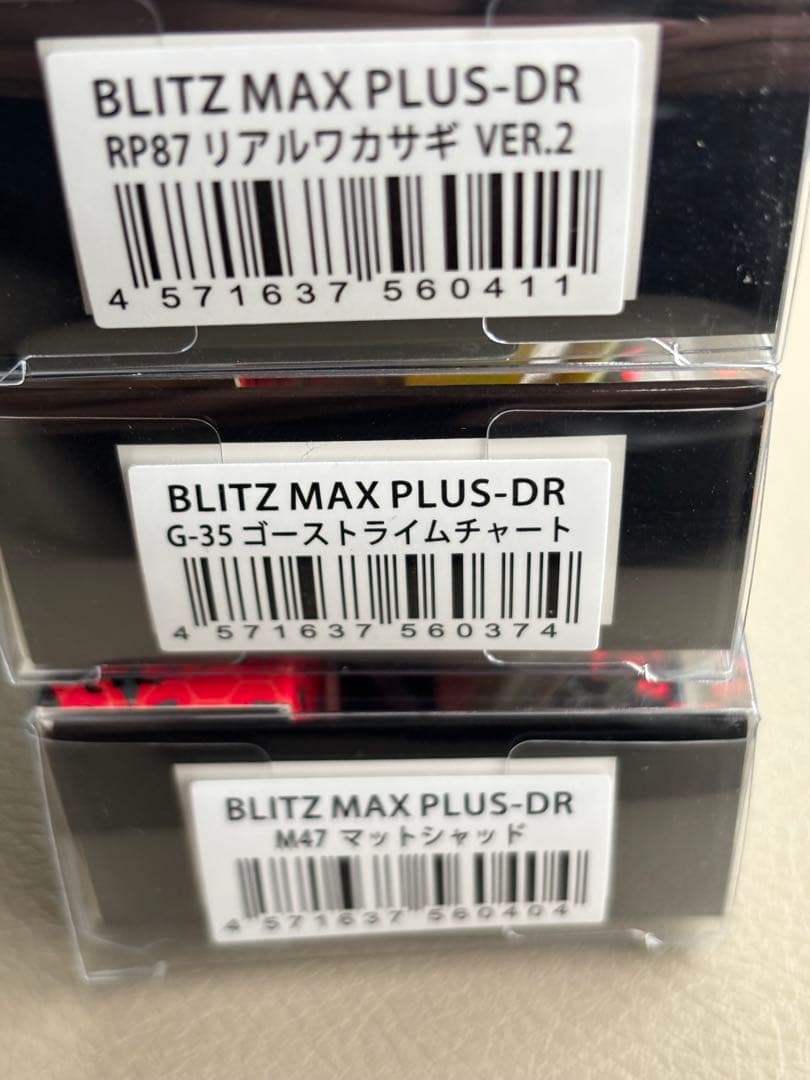 BLITZ MAX PLUS-DR
RP87 リアルワカサギ VER.2
4 571637 560411
BLITZ MAX PLUS-DR
G-35 ゴーストライムチャート
4 571637 560374
BLITZ MAX PLUS-DR
M47 マットシャッド
4 571637 560404